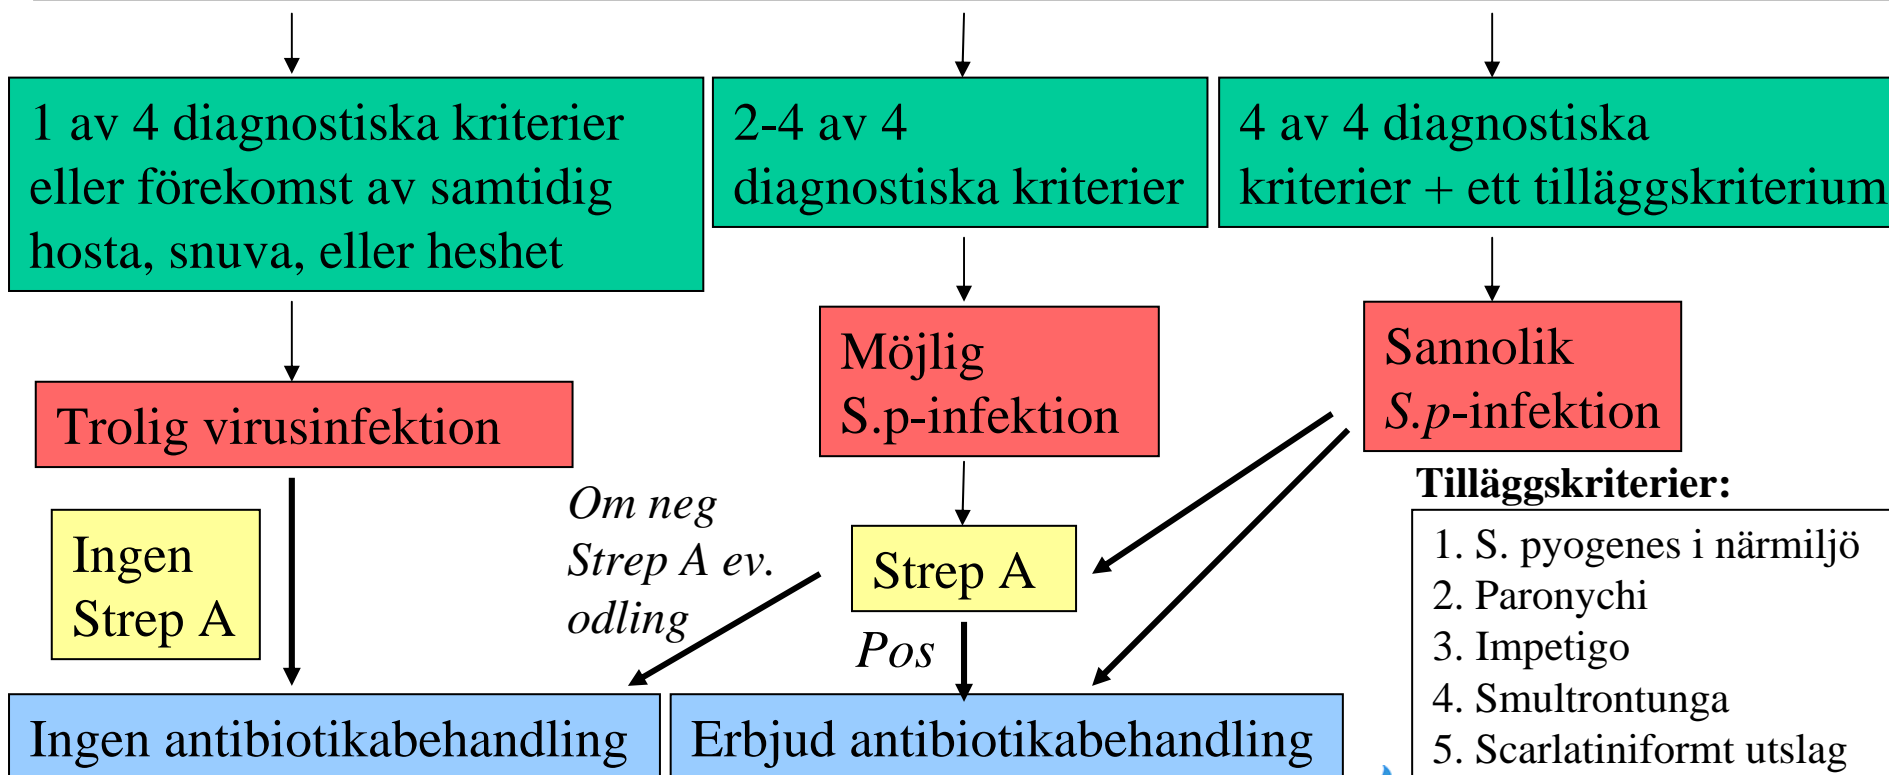 1 av 4 diagnostiska kriterier
eller förekomst av samtidig
hosta, snuva, eller heshet
2-4 av 4
diagnostiska kriterier
4 av 4 diagnostiska
kriterier + ett tilläggskriterium
Trolig virusinfektion
Möjlig
S.p-infektion
Sannolik
S.p-infektion
Ingen
Strep A
Om neg
Strep A ev.
odling
Strep A
Pos
Tilläggskriterier:
1. S. pyogenes i närmiljö
2. Paronychi
3. Impetigo
4. Smultrontunga
5. Scarlatiniformt utslag
Ingen antibiotikabehandling
Erbjud antibiotikabehandling